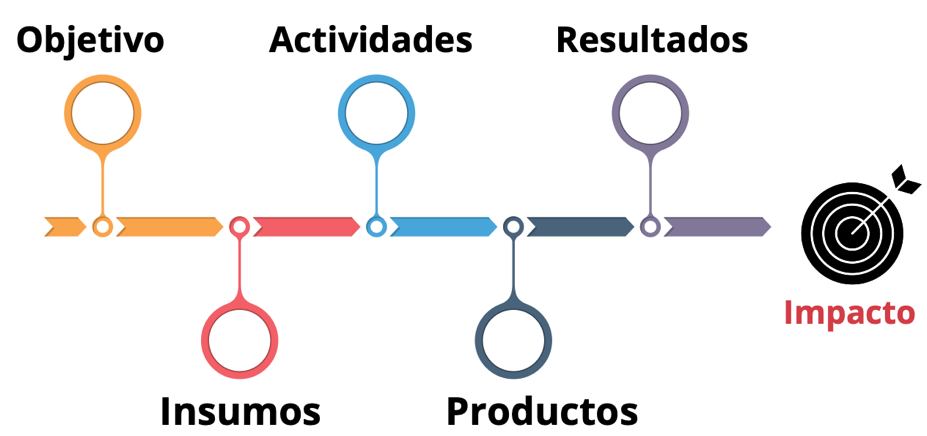 Objetivo
Actividades
Resultados
Impacto
Insumos
Productos